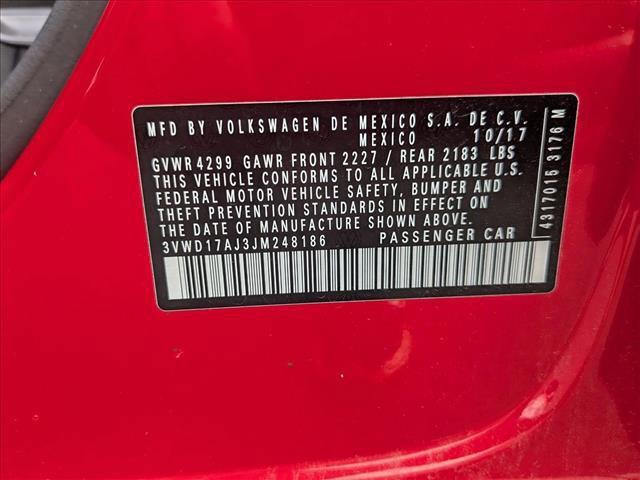 MFD BY VOLKSWAGEN DE MEXICO S.A. DE C.V.
MEXICO 10/17
GVWR 4299 GAWR FRONT 2227 / REAR 2183 LBS
THIS VEHICLE CONFORMS TO ALL APPLICABLE U.S.
FEDERAL MOTOR VEHICLE SAFETY, BUMPER AND
THEFT PREVENTION STANDARDS IN EFFECT ON
THE DATE OF MANUFACTURE SHOWN ABOVE.
3VWD17AJ3JM248186 PASSENGER CAR
4317015 3176 M